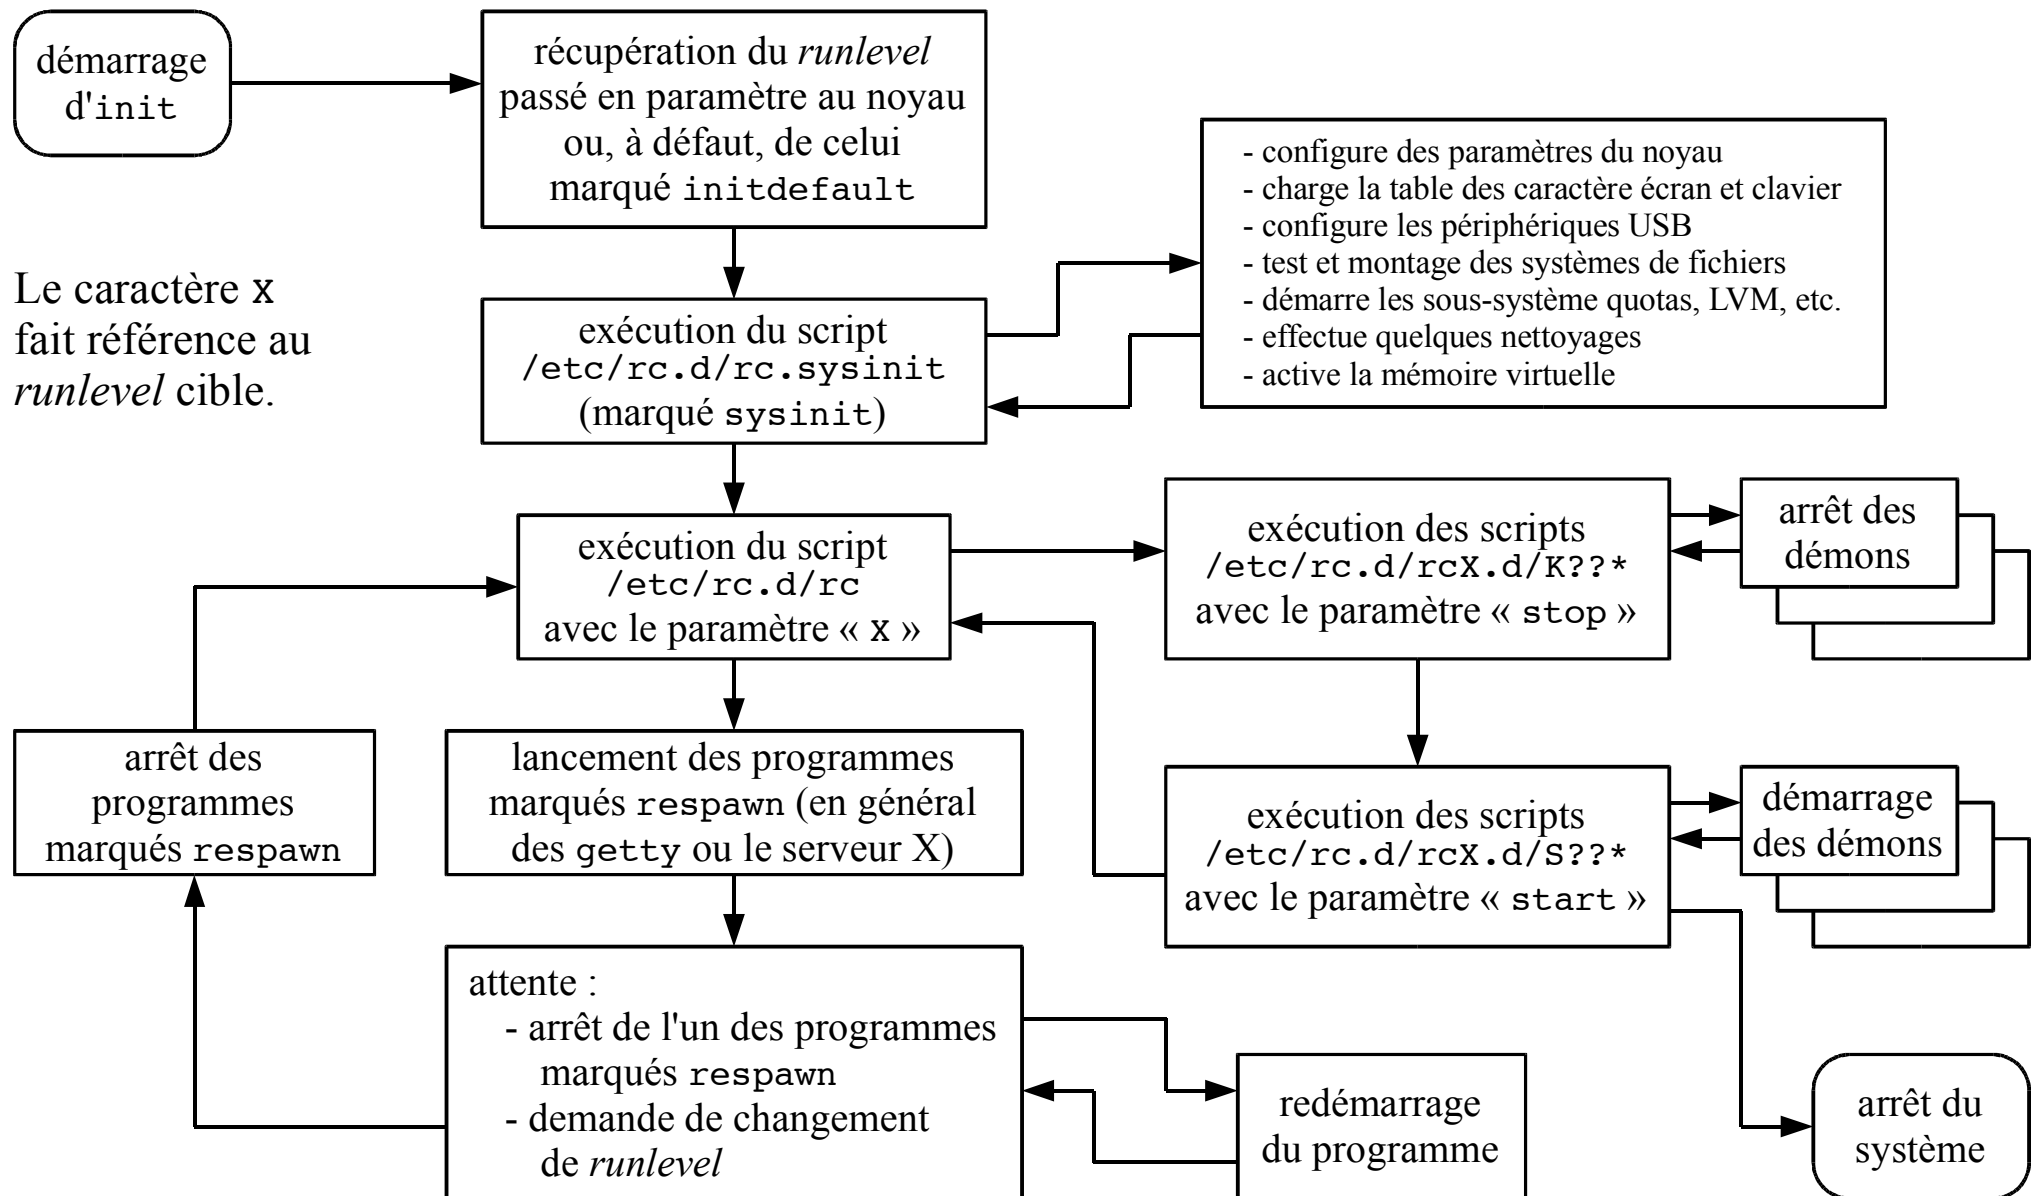 démarrage
d'init
récupération du runlevel
passé en paramètre au noyau
ou, à défaut, de celui
marqué initdefault
- configure des paramètres du noyau
- charge la table des caractère écran et clavier
- configure les périphériques USB
- test et montage des systèmes de fichiers
- démarre les sous-système quotas, LVM, etc.
- effectue quelques nettoyages
- active la mémoire virtuelle
Le caractère X
fait référence au
runlevel cible.
exécution du script
/etc/rc.d/rc.sysinit
(marqué sysinit)
exécution du script
/etc/rc.d/rc
avec le paramètre « X »
exécution des scripts
/etc/rc.d/rcX.d/K??*
avec le paramètre « stop »
arrêt des
démons
arrêt des
programmes
marqués respawn
lancement des programmes
marqués respawn (en général
des getty ou le serveur X)
exécution des scripts
/etc/rc.d/rcX.d/S??*
avec le paramètre « start »
démarrage
des démons
attente :
- arrêt de l'un des programmes
marqués respawn
- demande de changement
de runlevel
redémarrage
du programme
arrêt du
système